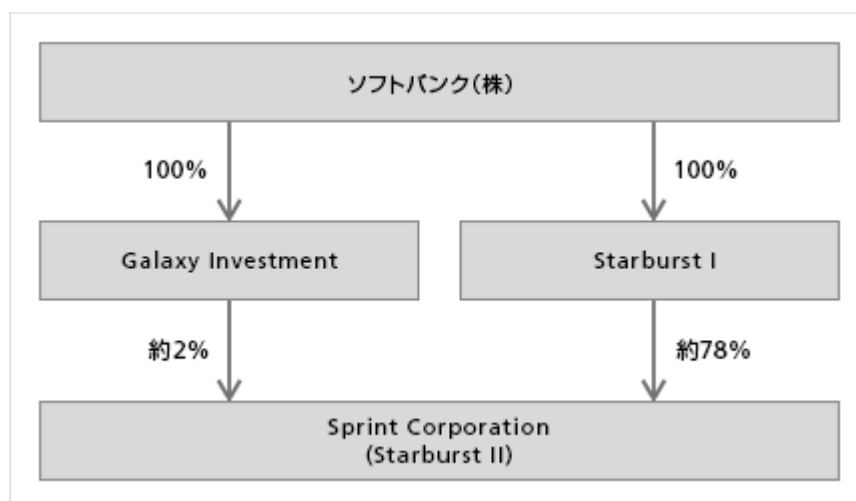 ソフトバンク(株)
100%
100%
Galaxy Investment
Starburst I
約2%
約78%
Sprint Corporation
(Starburst II)